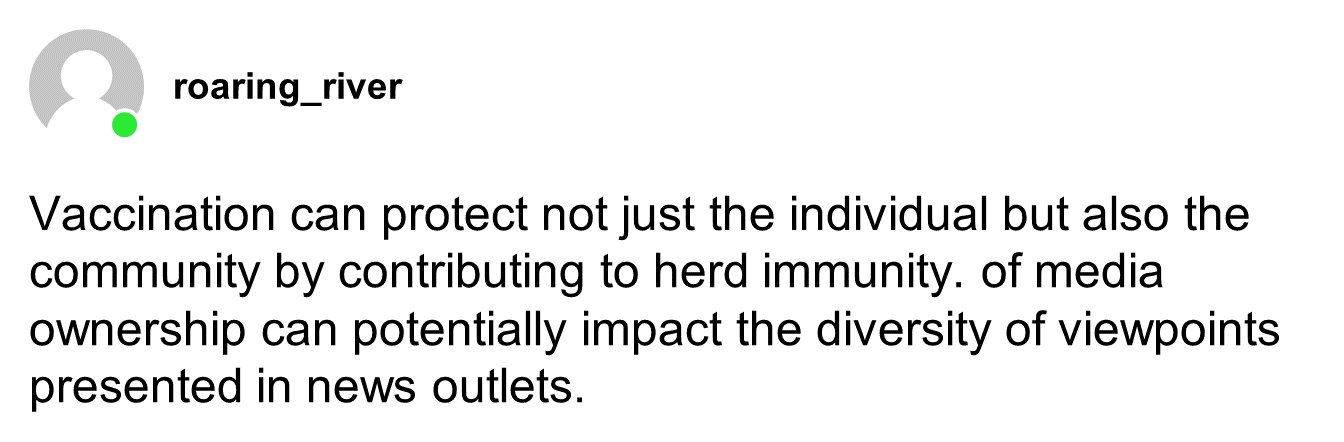 roaring_river
Vaccination can protect not just the individual but also the
community by contributing to herd immunity. of media
ownership can potentially impact the diversity of viewpoints
presented in news outlets.